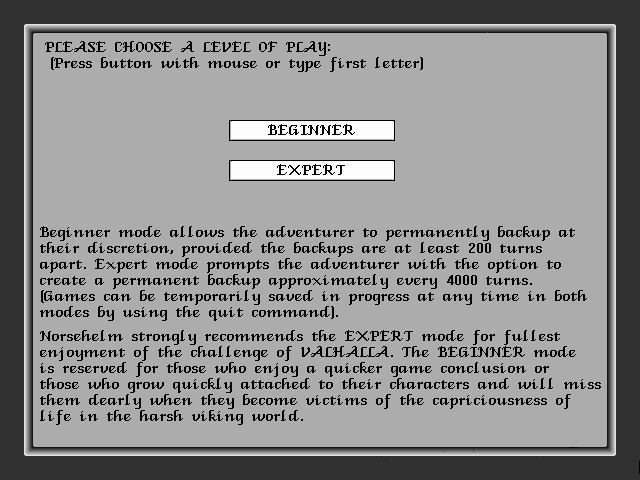 PLEASE CHOOSE A LEVEL OF PLAY:
(Press button with mouse or type first letter)
BEGINNER
EXPERT
Beginner mode allows the adventurer to permanently backup at
their discretion, provided the backups are at least 200 turns
apart. Expert mode prompts the adventurer with the option to
create a permanent backup approximately every 4000 turns.
(Games can be temporarily saved in progress at any time in both
modes by using the quit command).
Norsehelm strongly recommends the EXPERT mode for fullest
enjoyment of the challenge of VALHALLA. The BEGINNER mode
is reserved for those who enjoy a quicker game conclusion or
those who grow quickly attached to their characters and will miss
them dearly when they become victims of the capriciousness of
life in the harsh viking world.